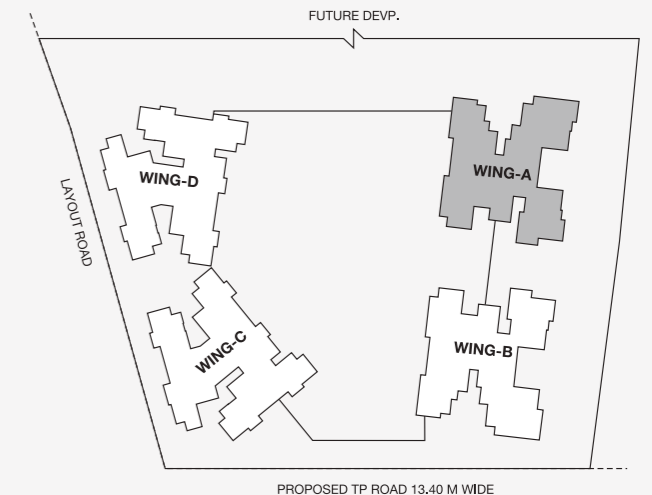 FUTURE DEVP.
WING-D
WING-A
LAYOUT ROAD
WING-C
WING-B
PROPOSED TP ROAD 13.40 M WIDE